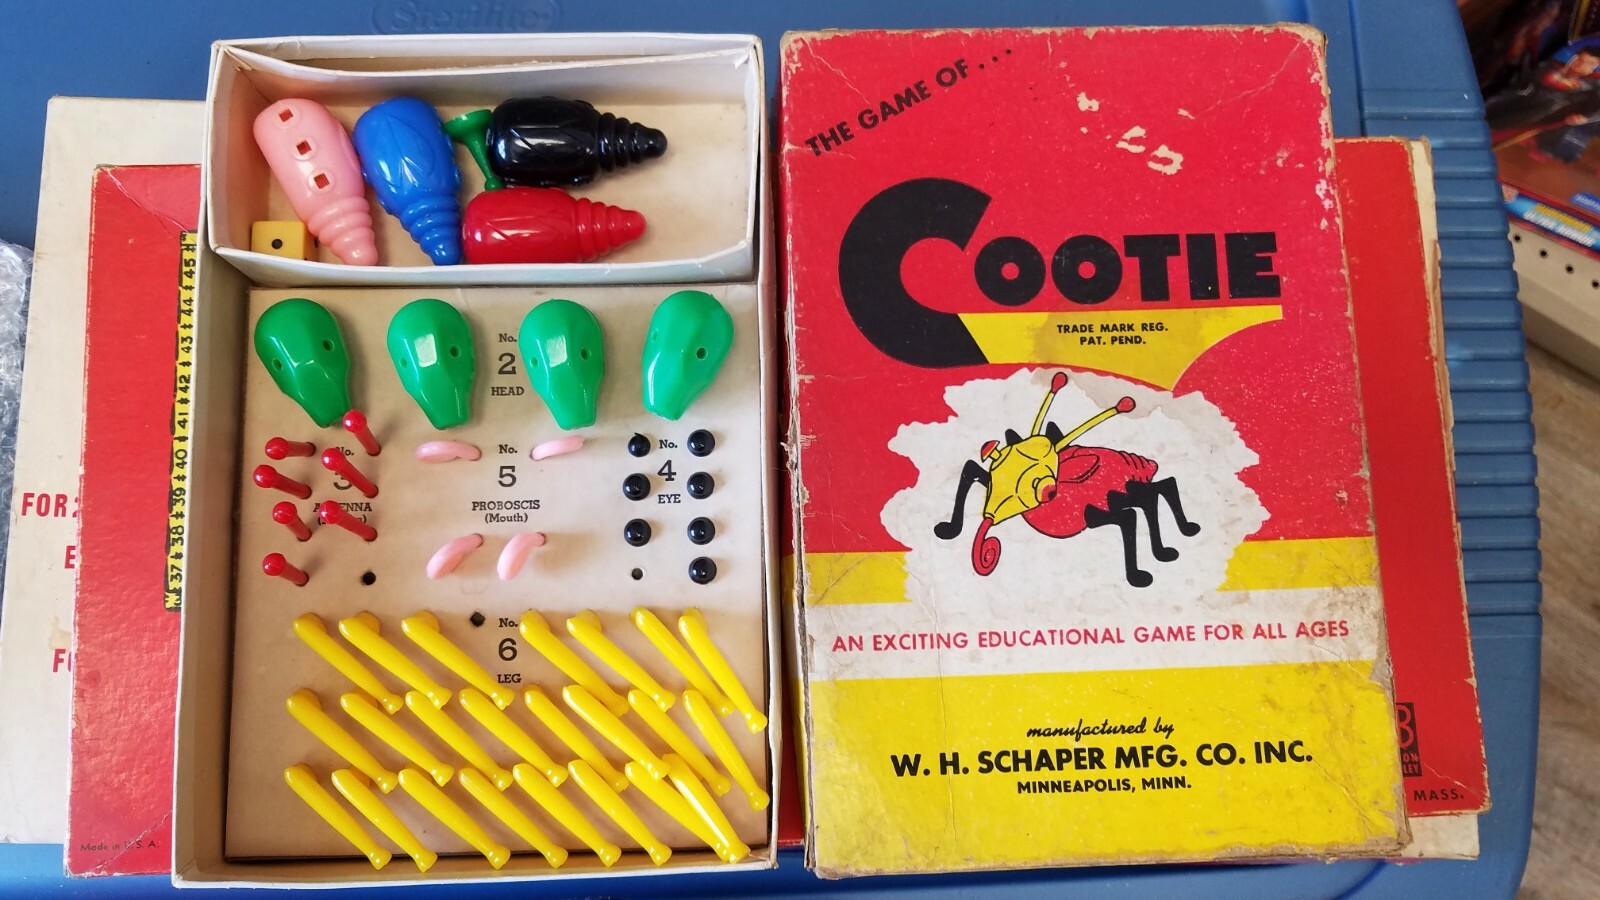 Sterilite
THE GAME OF...
COOTIE
TRADE MARK REG.
PAT. PEND.
AN EXCITING EDUCATIONAL GAME FOR ALL AGES
manufactured by
W. H. SCHAPER MFG. CO. INC.
MINNEAPOLIS, MINN.
No.
2
HEAD
No.
5
PROBOSCIS
(Mouth)
No.
4
EYE
No.
6
LEG
37 38 39 40 41 42 43 44 45
FOR
Made in U. S. A.
MASS.